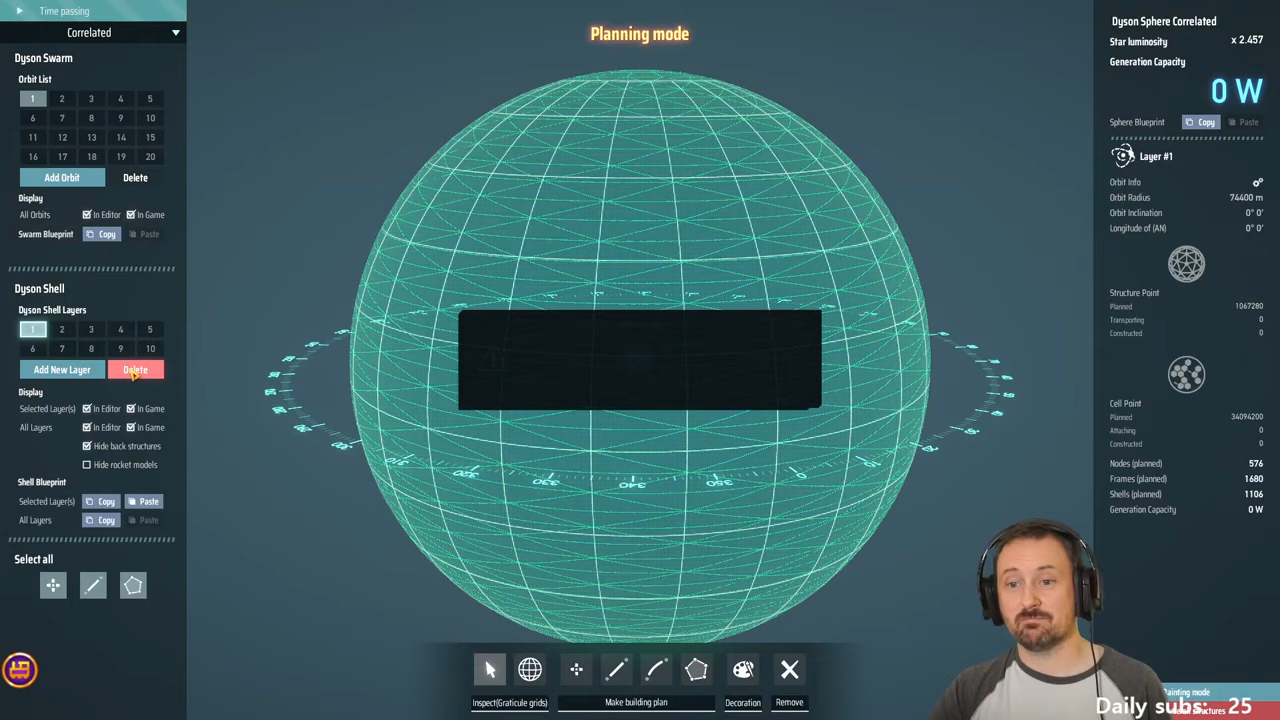 Time passing
Correlated
Dyson Swarm
Orbit List
1 2 3 4 5
6 7 8 9 10
11 12 13 14 15
16 17 18 19 20
Add Orbit Delete
Display
All Orbits In Editor In Game
Swarm Blueprint Copy Paste
Dyson Shell
Dyson Shell Layers
1 2 3 4 5
6 7 8 9 10
Add New Layer Delete
Display
Selected Layer(s) In Editor In Game
All Layers In Editor In Game
Hide back structures
Hide rocket models
Shell Blueprint
Selected Layer(s) Copy Paste
All Layers Copy Paste
Select all
Planning mode
330 340 350 0
Inspect(Graticule grids) Make building plan Decoration Remove
Dyson Sphere Correlated
Star luminosity x 2.457
Generation Capacity
0 W
Sphere Blueprint Copy Paste
Layer #1
Orbit Info
Orbit Radius 74400 m
Orbit Inclination 0° 0'
Longitude of (AN) 0° 0'
Structure Point
Planned 1067280
Transporting 0
Constructed 0
Cell Point
Planned 34094200
Attaching 0
Constructed 0
Nodes (planned) 576
Frames (planned) 1680
Shells (planned) 1106
Generation Capacity 0 W
Painting mode
structures
Daily subs: 25